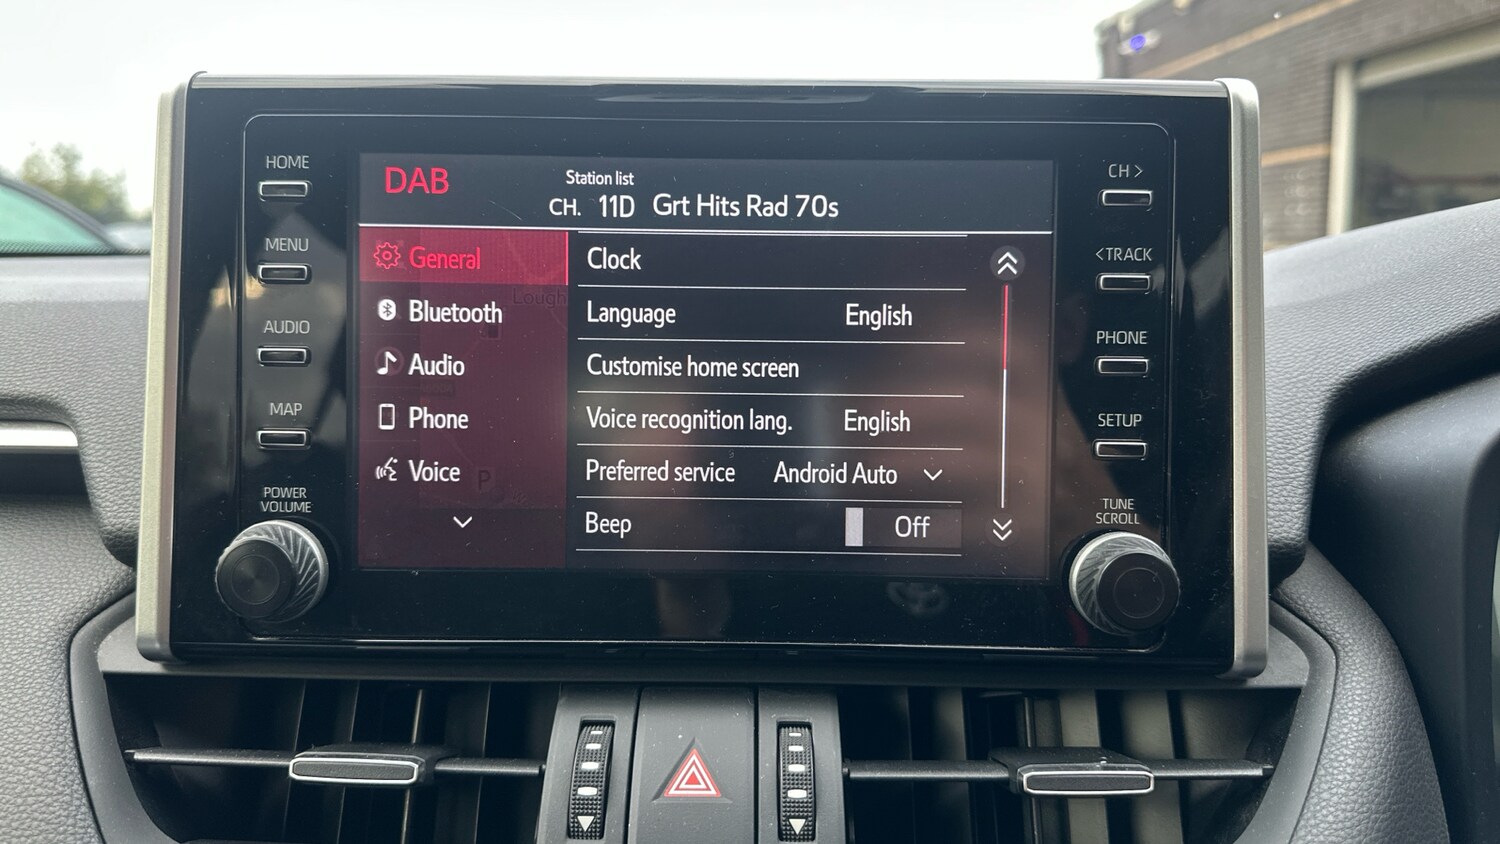 HOME
MENU
AUDIO
MAP
POWER
VOLUME
DAB
Station list
CH. 11D Grt Hits Rad 70s
General
Bluetooth
Audio
Phone
Voice
Lough
P
Clock
Language English
Customise home screen
Voice recognition lang. English
Preferred service Android Auto
Beep Off
CH >
<TRACK
PHONE
SETUP
TUNE
SCROLL